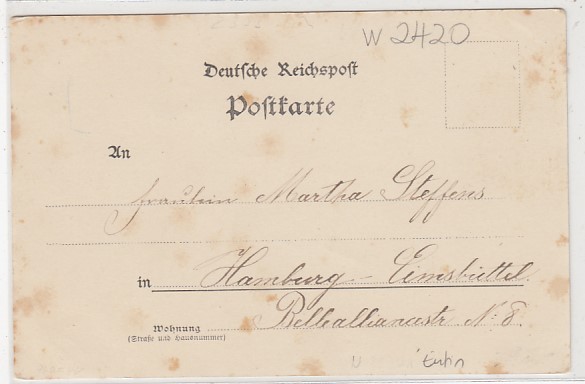 W 2420
Deutsche Reichspost
Postkarte
An
Fräulein Martha Steffens
in Hamburg-Eimsbüttel.
Wohnung Bellealliancestr N: 8.
(Straße und Hausnummer)